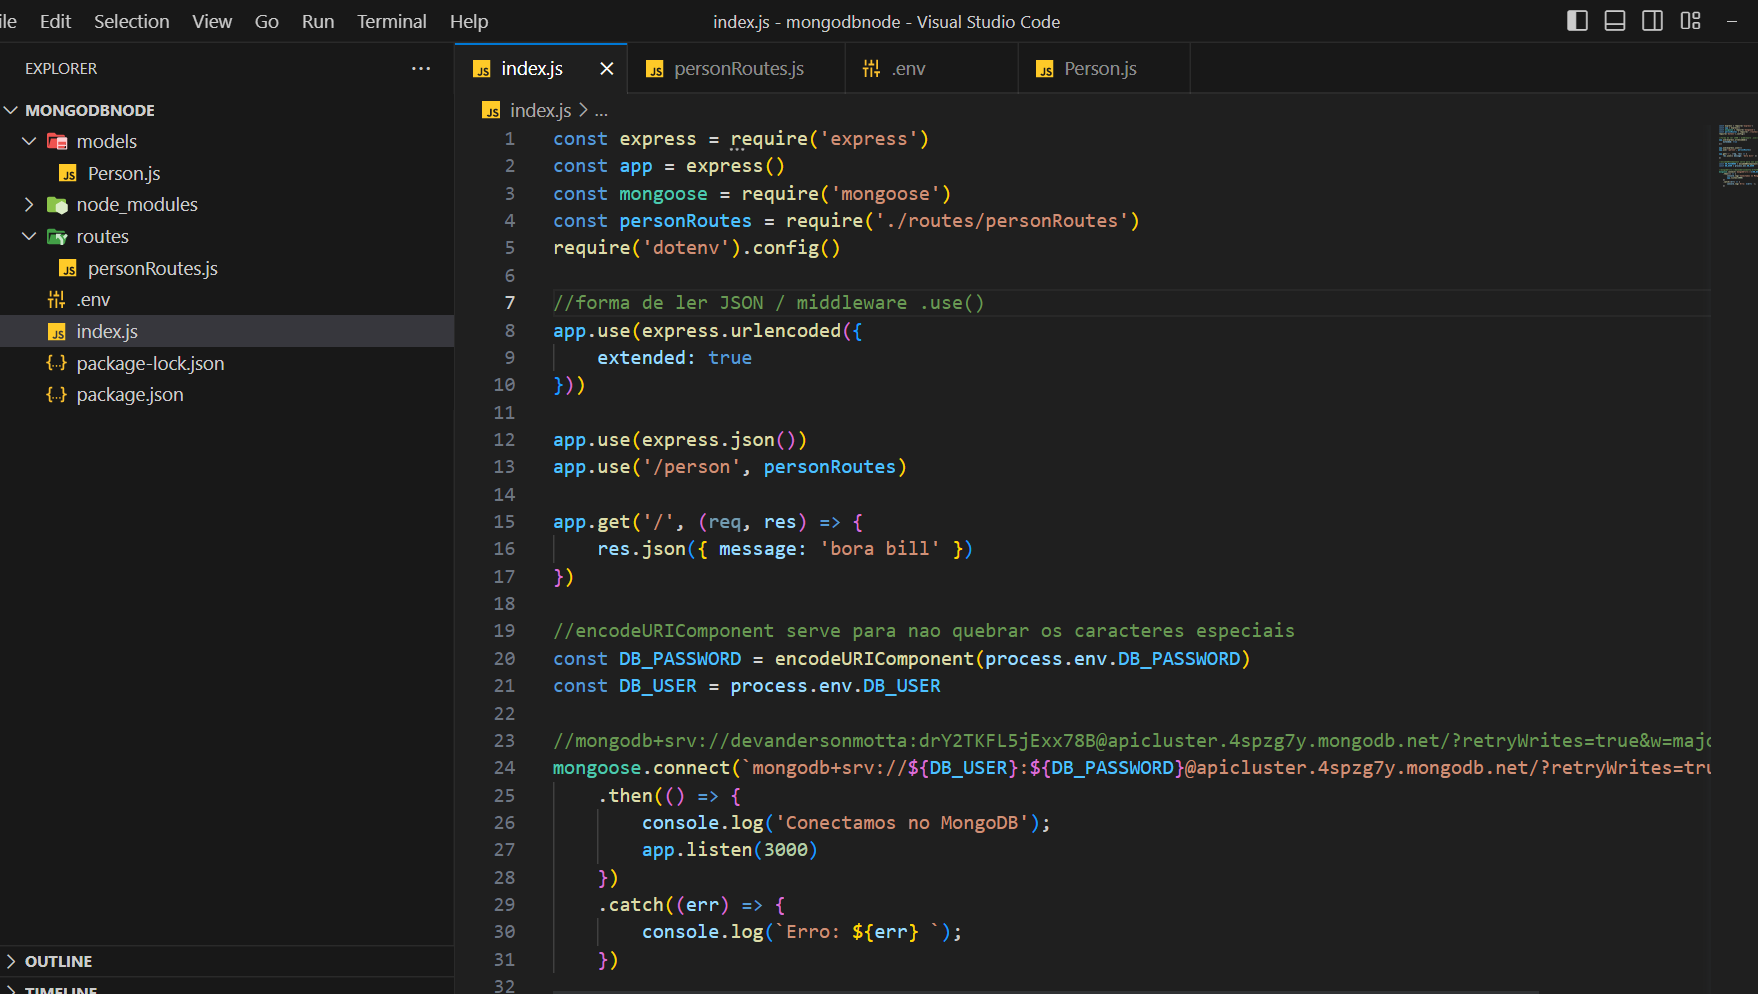 ile Edit Selection View Go Run Terminal Help index.js - mongodbnode - Visual Studio Code
EXPLORER
MONGODBNODE
models
Person.js
node_modules
routes
personRoutes.js
.env
index.js
package-lock.json
package.json
OUTLINE
TIMELINE
index.js personRoutes.js .env Person.js
index.js > ...
1 const express = require('express')
2 const app = express()
3 const mongoose = require('mongoose')
4 const personRoutes = require('./routes/personRoutes')
5 require('dotenv').config()
6
7 //forma de ler JSON / middleware .use()
8 app.use(express.urlencoded({
9 extended: true
10 }))
11
12 app.use(express.json())
13 app.use('/person', personRoutes)
14
15 app.get('/', (req, res) => {
16 res.json({ message: 'bora bill' })
17 })
18
19 //encodeURIComponent serve para nao quebrar os caracteres especiais
20 const DB_PASSWORD = encodeURIComponent(process.env.DB_PASSWORD)
21 const DB_USER = process.env.DB_USER
22
23 //mongodb+srv://devandersonmotta:drY2TKFL5jExx78B@apicluster.4spzg7y.mongodb.net/?retryWrites=true&w=majo
24 mongoose.connect(`mongodb+srv://${DB_USER}:${DB_PASSWORD}@apicluster.4spzg7y.mongodb.net/?retryWrites=tru
25 .then(() => {
26 console.log('Conectamos no MongoDB');
27 app.listen(3000)
28 })
29 .catch((err) => {
30 console.log(`Erro: ${err} `);
31 })
32